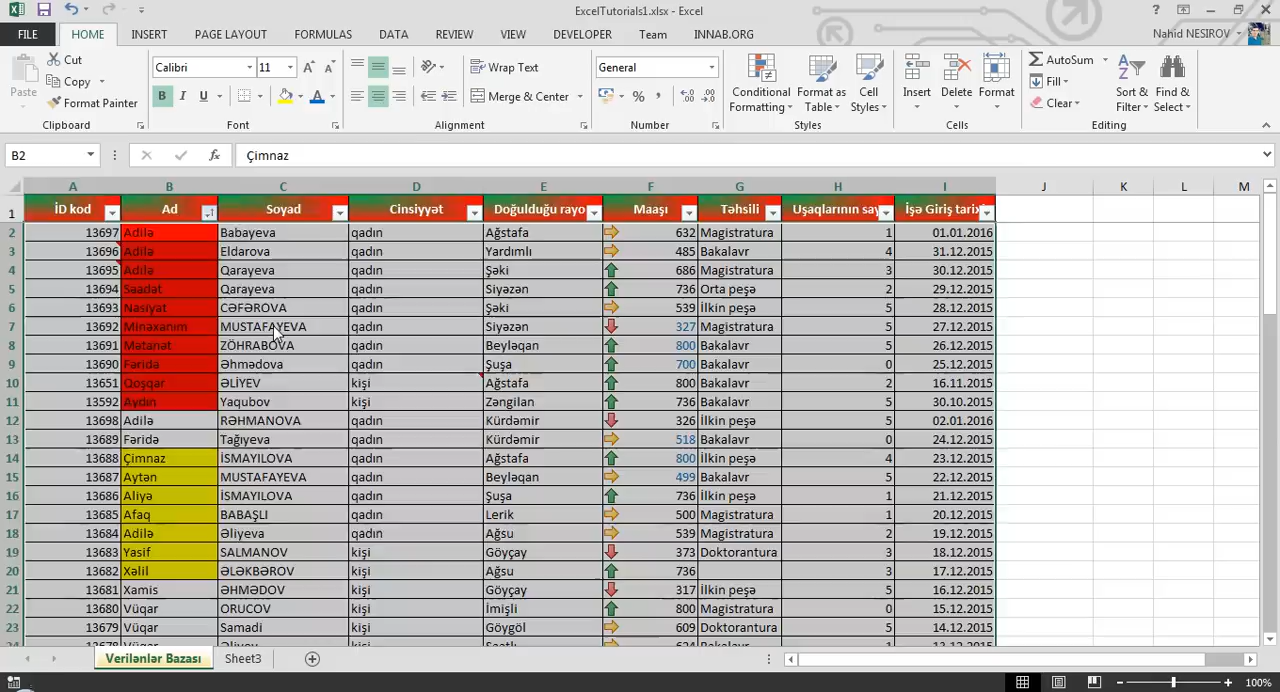 ExcelTutorials1.xlsx - Excel
FILE HOME INSERT PAGE LAYOUT FORMULAS DATA REVIEW VIEW DEVELOPER Team INNAB.ORG Nahid NESIROV
Paste Cut Copy Format Painter Clipboard
Calibri 11 B I U Font
Wrap Text Merge & Center Alignment
General % Number
Conditional Formatting Format as Table Cell Styles Styles
Insert Delete Format Cells
AutoSum Fill Clear Sort & Filter Find & Select Editing
B2 fx Çimnaz
A B C D E F G H I J K L M
1 İD kod Ad Soyad Cinsiyyət Doğulduğu rayo Maaşı Təhsili Uşaqlarının say İşə Giriş tarix
2 13697 Adilə Babayeva qadın Ağstafa 632 Magistratura 1 01.01.2016
3 13696 Adilə Eldarova qadın Yardımlı 485 Bakalavr 4 31.12.2015
4 13695 Adilə Qarayeva qadın Şəki 686 Magistratura 3 30.12.2015
5 13694 Səadət Qarayeva qadın Siyəzən 736 Orta peşə 2 29.12.2015
6 13693 Nasiyət CƏFƏROVA qadın Şəki 539 İlkin peşə 5 28.12.2015
7 13692 Minaxanım MUSTAFAYEVA qadın Siyəzən 327 Magistratura 5 27.12.2015
8 13691 Mətanət ZÖHRABOVA qadın Beyləqan 800 Bakalavr 5 26.12.2015
9 13690 Fəridə Əhmədova qadın Şuşa 700 Bakalavr 0 25.12.2015
10 13651 Qoşqar ƏLİYEV kişi Ağstafa 800 Bakalavr 2 16.11.2015
11 13592 Aydın Yaqubov kişi Zəngilan 736 Bakalavr 5 30.10.2015
12 13698 Adilə RƏHMANOVA qadın Kürdəmir 326 İlkin peşə 5 02.01.2016
13 13689 Fəridə Tağıyeva qadın Kürdəmir 518 Bakalavr 0 24.12.2015
14 13688 Çimnaz İSMAYILOVA qadın Ağstafa 800 İlkin peşə 4 23.12.2015
15 13687 Aytən MUSTAFAYEVA qadın Beyləqan 499 Bakalavr 5 22.12.2015
16 13686 Aliyə İSMAYILOVA qadın Şuşa 736 İlkin peşə 1 21.12.2015
17 13685 Afaq BABAŞLI qadın Lerik 500 Magistratura 1 20.12.2015
18 13684 Adilə Əliyeva qadın Ağsu 539 Magistratura 2 19.12.2015
19 13683 Yasif SALMANOV kişi Göyçay 373 Doktorantura 3 18.12.2015
20 13682 Xəlil ƏLƏKBƏROV kişi Ağsu 736 3 17.12.2015
21 13681 Xamis ƏHMƏDOV kişi Göyçay 317 İlkin peşə 5 16.12.2015
22 13680 Vüqar ORUCOV kişi İmişli 800 Magistratura 0 15.12.2015
23 13679 Vüqar Samadi kişi Göygöl 609 Doktorantura 5 14.12.2015
Verilənlər Bazası Sheet3
100%